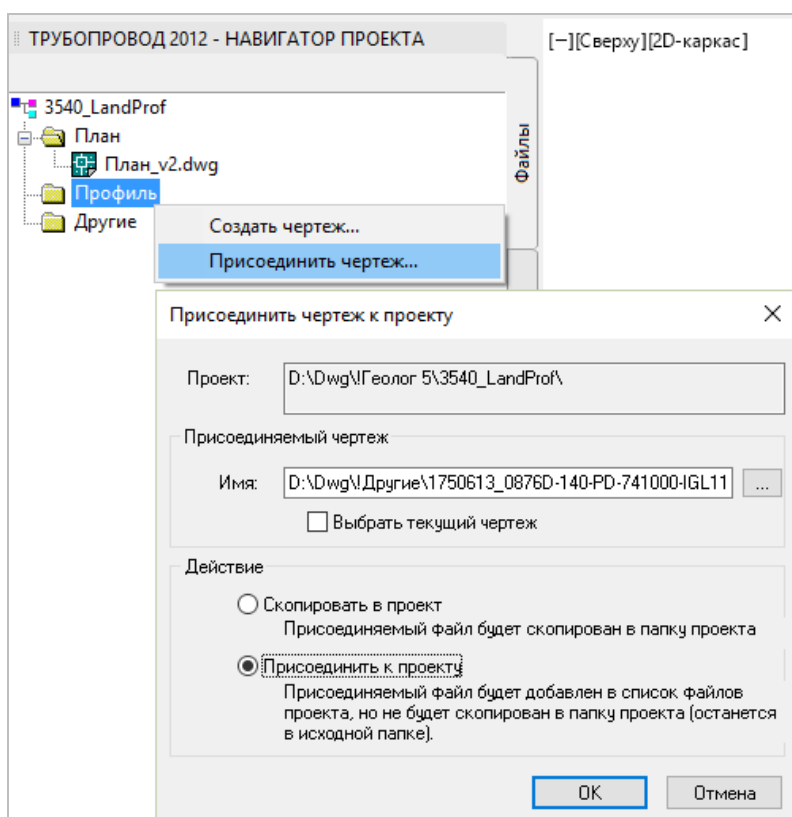 ТРУБОПРОВОД 2012 - НАВИГАТОР ПРОЕКТА
[−][Сверху][2D-каркас]
Файлы
3540_LandProf
План
План_v2.dwg
Профиль
Другие
Создать чертеж...
Присоединить чертеж...
Присоединить чертеж к проекту
Проект:
D:\Dwg\!Геолог 5\3540_LandProf\
Присоединяемый чертеж
Имя:
D:\Dwg\!Другие\1750613_0876D-140-PD-741000-IGL11
...
Выбрать текущий чертеж
Действие
Скопировать в проект
Присоединяемый файл будет скопирован в папку проекта
Присоединить к проекту
Присоединяемый файл будет добавлен в список файлов
проекта, но не будет скопирован в папку проекта (останется
в исходной папке).
OK
Отмена